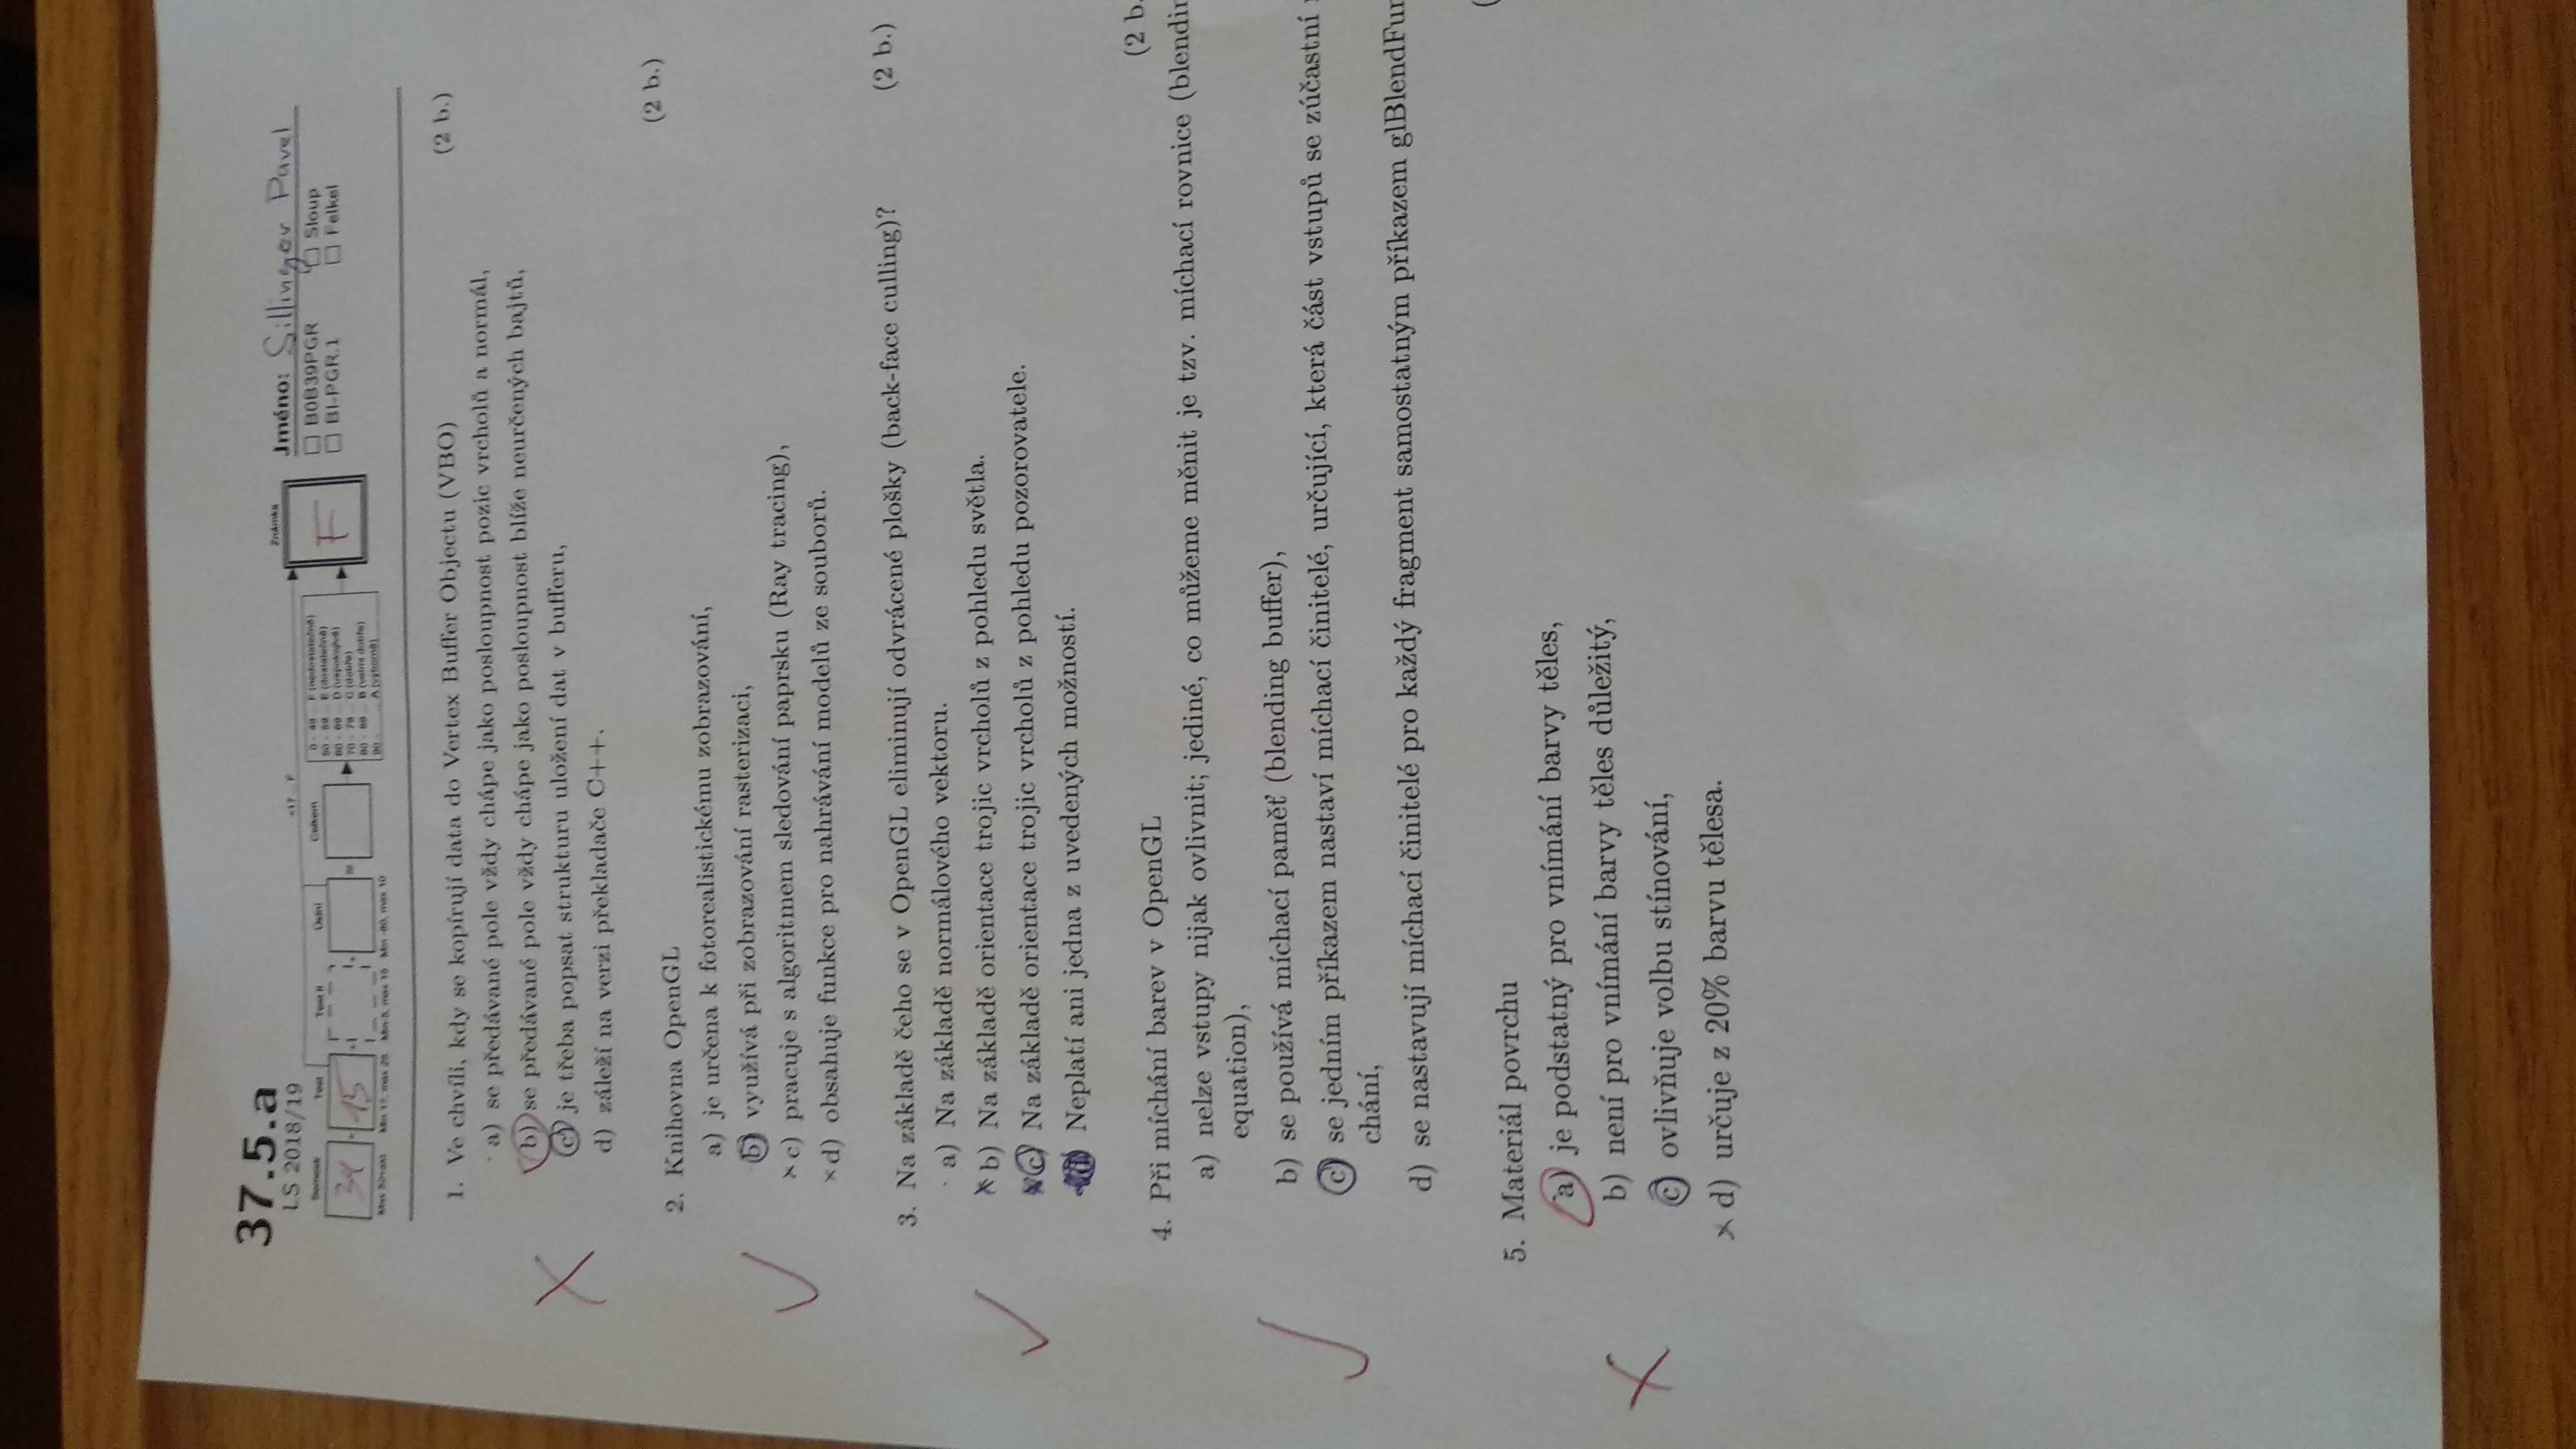 37.5.a
LS 2018/19
<17 ... F
Známka
Jméno: Sillinger Pavel
B0B39PGR Sloup
BI-PGR.1 Felkel
Semestr Test Test II Ústní Celkem
34 15 F
0 - 49 F (nedostatečně)
50 - 59 E (dostatečně)
60 - 69 D (uspokojivě)
70 - 79 C (dobře)
80 - 89 B (velmi dobře)
90 - A (výborně)
Min 17, max 25 Min 5, max 15 max 10
1. Ve chvíli, kdy se kopírují data do Vertex Buffer Objectu (VBO) (2 b.)
a) se předávané pole vždy chápe jako posloupnost pozic vrcholů a normál,
b) se předávané pole vždy chápe jako posloupnost blíže neurčených bajtů,
c) je třeba popsat strukturu uložení dat v bufferu,
d) záleží na verzi překladače C++.
2. Knihovna OpenGL (2 b.)
a) je určena k fotorealistickému zobrazování,
b) využívá při zobrazování rasterizaci,
c) pracuje s algoritmem sledování paprsku (Ray tracing),
d) obsahuje funkce pro nahrávání modelů ze souborů.
3. Na základě čeho se v OpenGL eliminují odvrácené plošky (back-face culling)? (2 b.)
a) Na základě normálového vektoru.
b) Na základě orientace trojic vrcholů z pohledu světla.
c) Na základě orientace trojic vrcholů z pohledu pozorovatele.
d) Neplatí ani jedna z uvedených možností.
4. Při míchání barev v OpenGL (2 b.
a) nelze vstupy nijak ovlivnit; jediné, co můžeme měnit je tzv. míchací rovnice (blendin
equation),
b) se používá míchací paměť (blending buffer),
c) se jedním příkazem nastaví míchací činitelé, určující, která část vstupů se zúčastní
chání,
d) se nastavují míchací činitelé pro každý fragment samostatným příkazem glBlendFun
5. Materiál povrchu (
a) je podstatný pro vnímání barvy těles,
b) není pro vnímání barvy těles důležitý,
c) ovlivňuje volbu stínování,
d) určuje z 20% barvu tělesa.